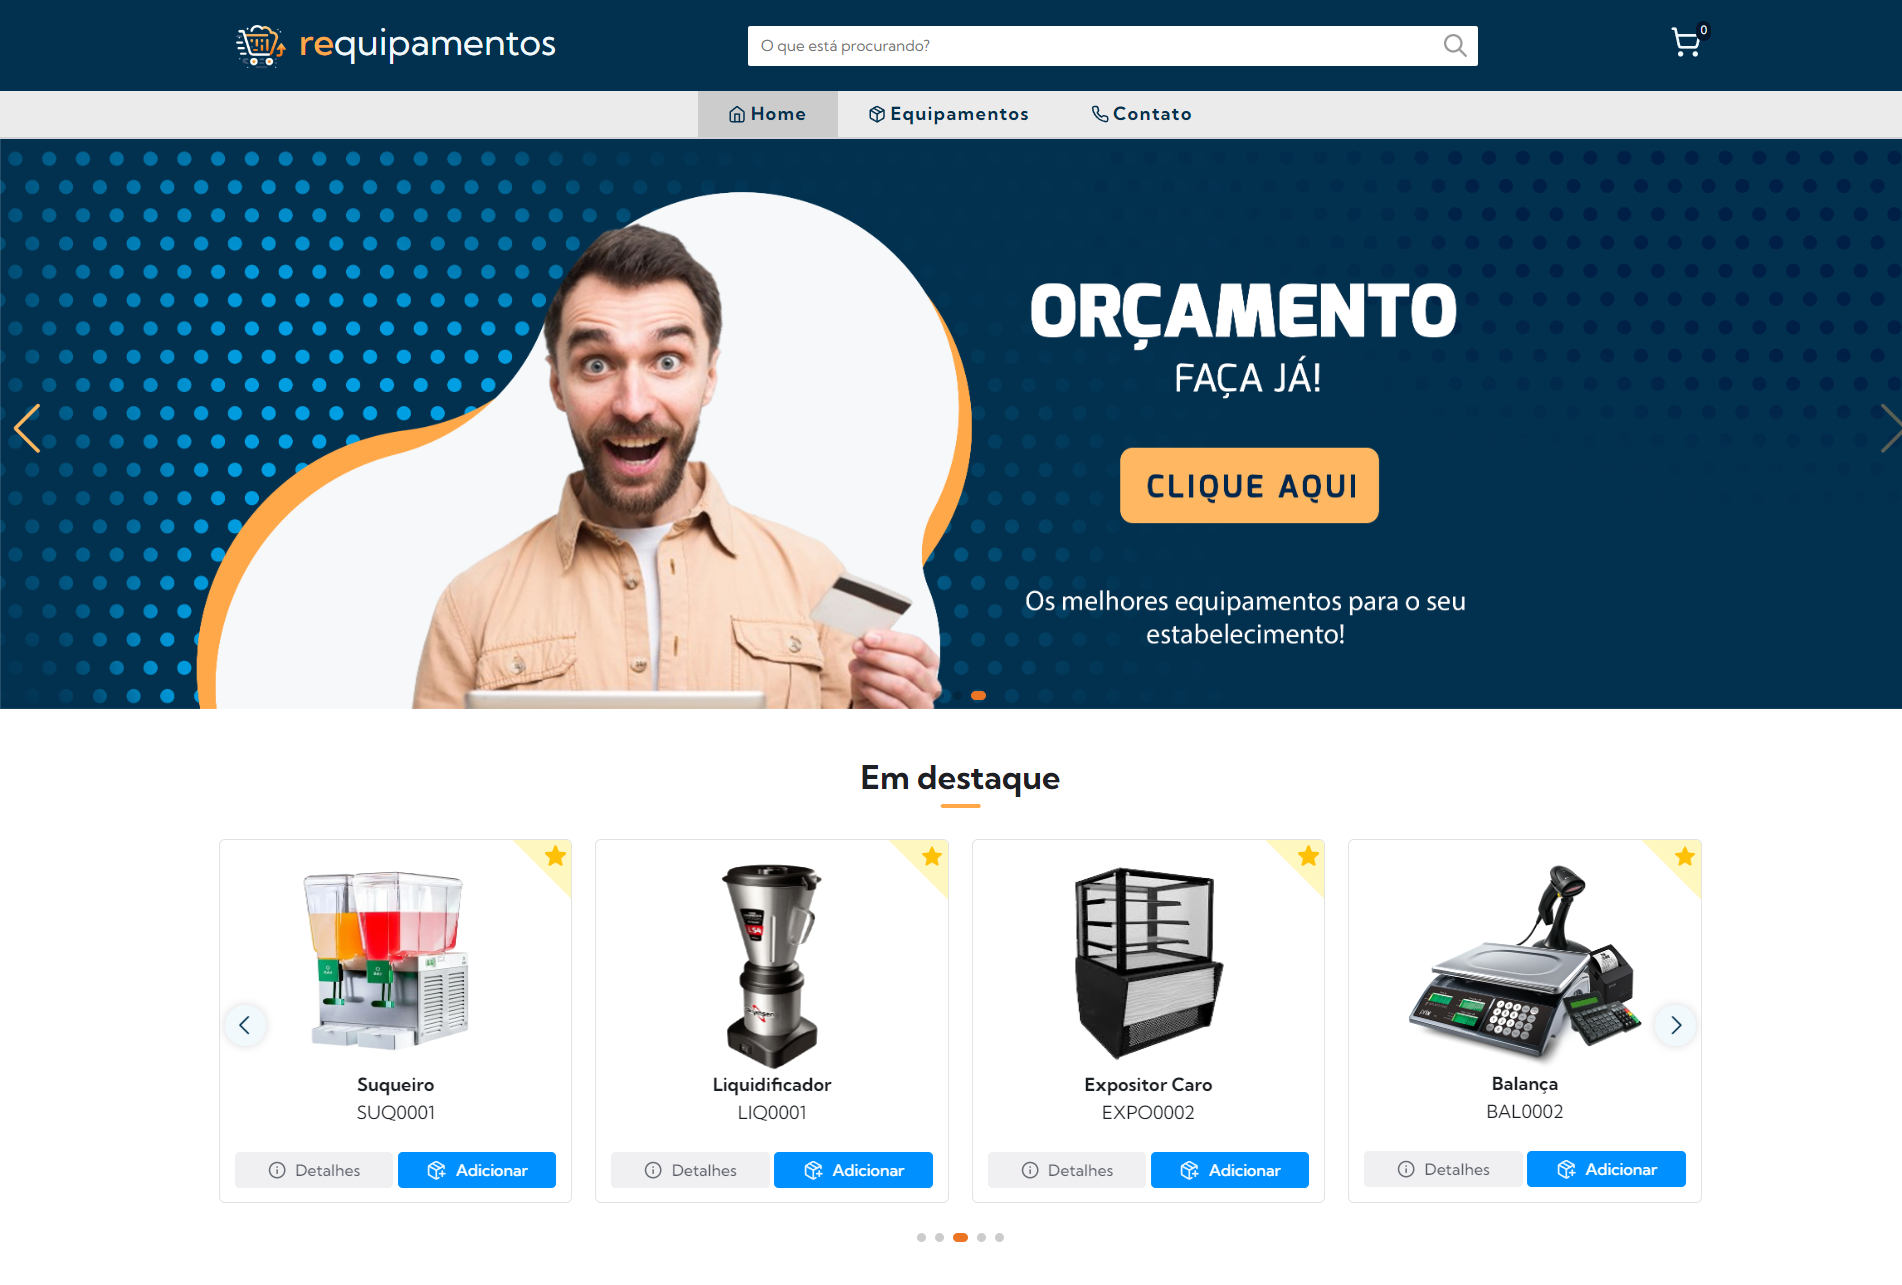 requipamentos
O que está procurando?
0
Home
Equipamentos
Contato
ORÇAMENTO
FAÇA JÁ!
CLIQUE AQUI
Os melhores equipamentos para o seu
estabelecimento!
Em destaque
Suqueiro
SUQ0001
Detalhes
Adicionar
Liquidificador
LIQ0001
Detalhes
Adicionar
Expositor Caro
EXPO0002
Detalhes
Adicionar
Balança
BAL0002
Detalhes
Adicionar